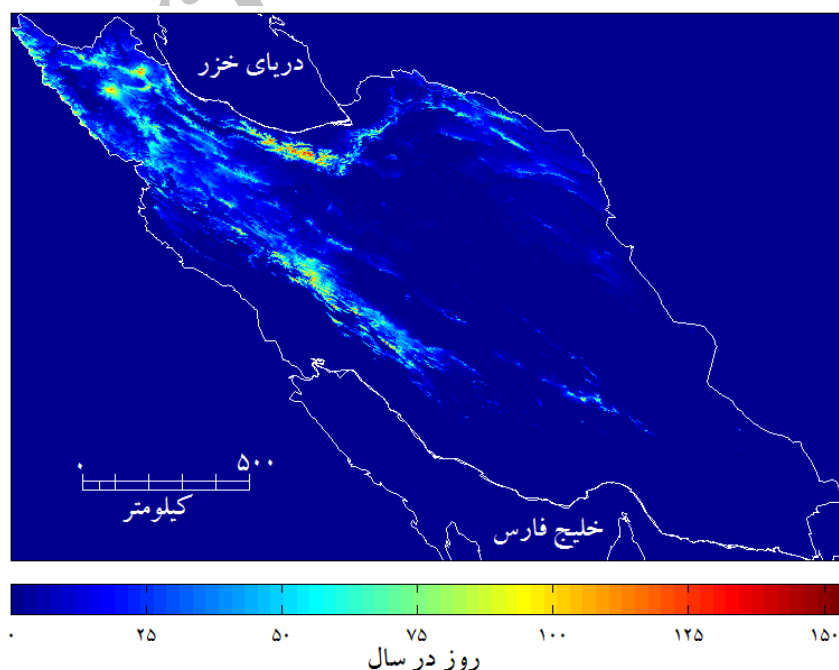 دریای خزر
۰ ۵۰۰
کیلومتر
خلیج فارس
۰ ۲۵ ۵۰ ۷۵ ۱۰۰ ۱۲۵ ۱۵۰
روز در سال